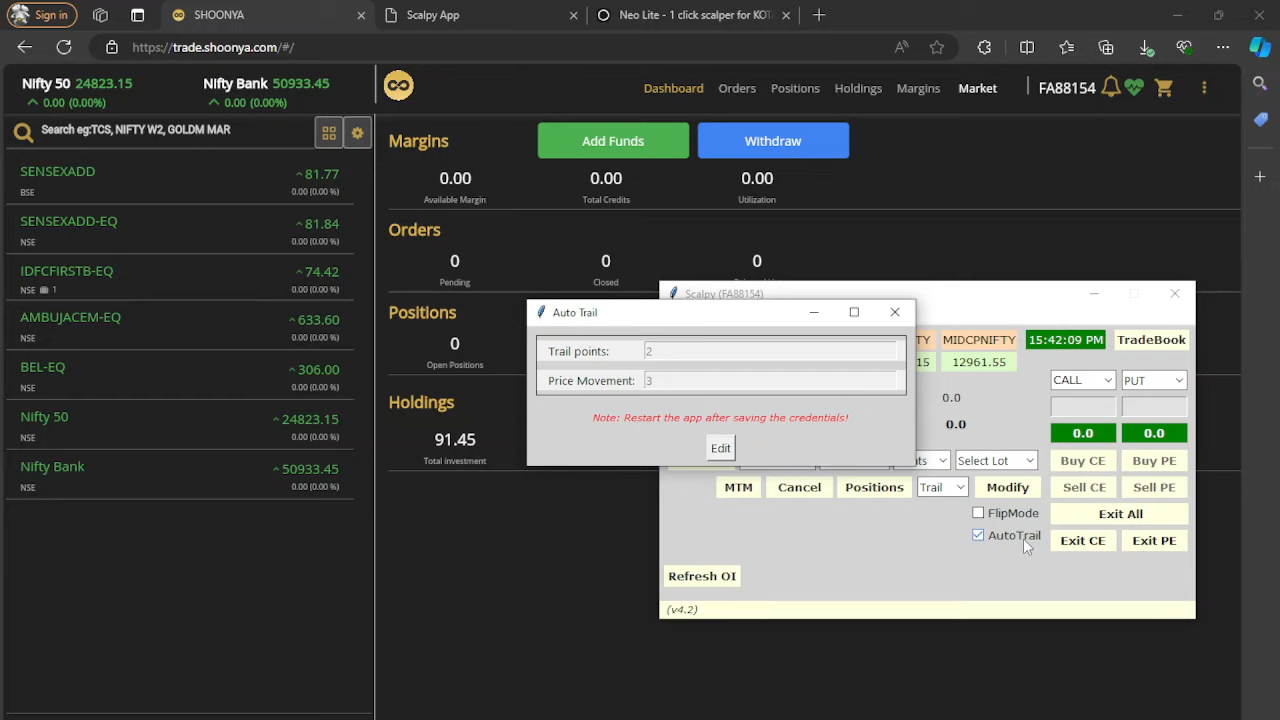 Sign in
SHOONYA
Scalpy App
Neo Lite - 1 click scalper for KOT
https://trade.shoonya.com/#/
Nifty 50 24823.15
0.00 (0.00%)
Nifty Bank 50933.45
0.00 (0.00%)
Dashboard Orders Positions Holdings Margins Market FA88154
Search eg:TCS, NIFTY W2, GOLDM MAR
SENSEXADD 81.77
BSE 0.00 (0.00 %)
SENSEXADD-EQ 81.84
NSE 0.00 (0.00 %)
IDFCFIRSTB-EQ 74.42
NSE 1 0.00 (0.00 %)
AMBUJACEM-EQ 633.60
NSE 0.00 (0.00 %)
BEL-EQ 306.00
NSE 0.00 (0.00 %)
Nifty 50 24823.15
NSE 0.00 (0.00 %)
Nifty Bank 50933.45
NSE 0.00 (0.00 %)
Margins Add Funds Withdraw
0.00 0.00 0.00
Available Margin Total Credits Utilization
Orders
0 0 0
Pending Closed
Positions
0
Open Positions
Holdings
91.45
Total investment
Scalpy (FA88154)
Auto Trail
Trail points: 2
Price Movement: 3
Note: Restart the app after saving the credentials!
Edit
TY MIDCPNIFTY 15:42:09 PM TradeBook
15 12961.55
CALL PUT
0.0
0.0 0.0 0.0
ts Select Lot Buy CE Buy PE
MTM Cancel Positions Trail Modify Sell CE Sell PE
FlipMode Exit All
AutoTrail Exit CE Exit PE
Refresh OI
(v4.2)